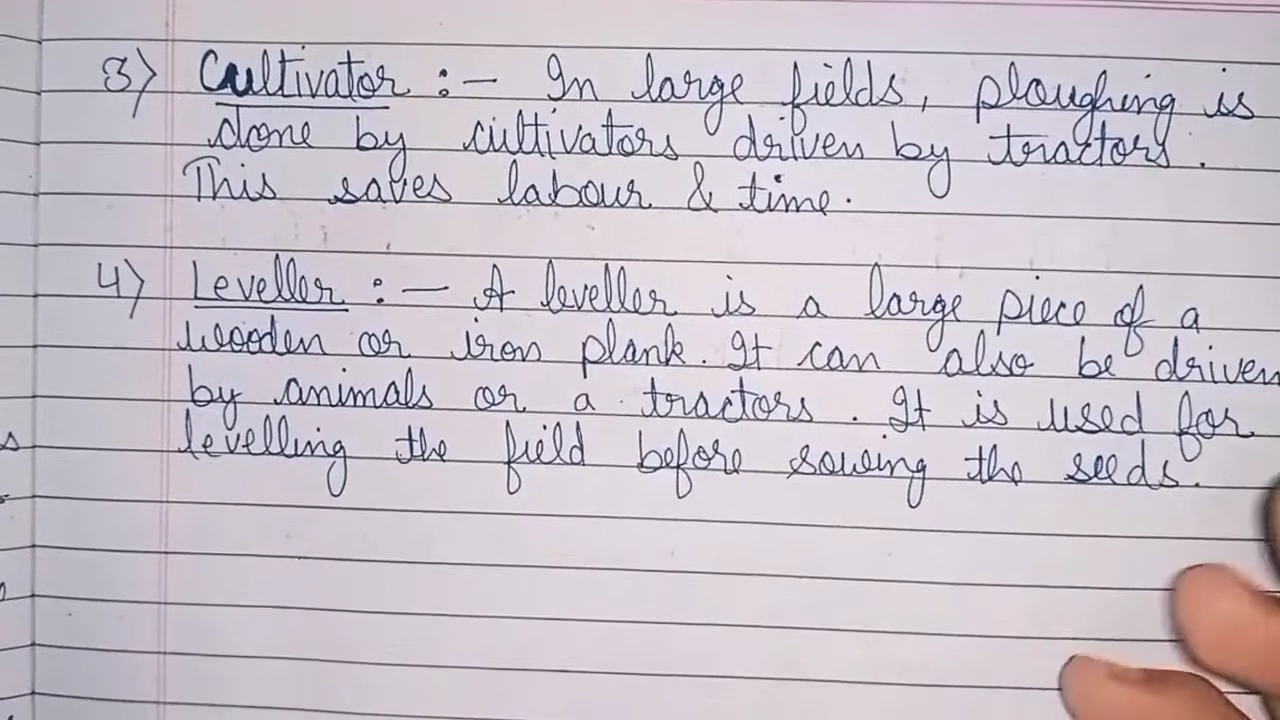 3) Cultivator :- In large fields, ploughing is
done by cultivators driven by tractors.
This saves labour & time.
4) Leveller :- A leveller is a large piece of a
wooden or iron plank. It can also be driven
by animals or a tractors. It is used for
levelling the field before sowing the seeds.